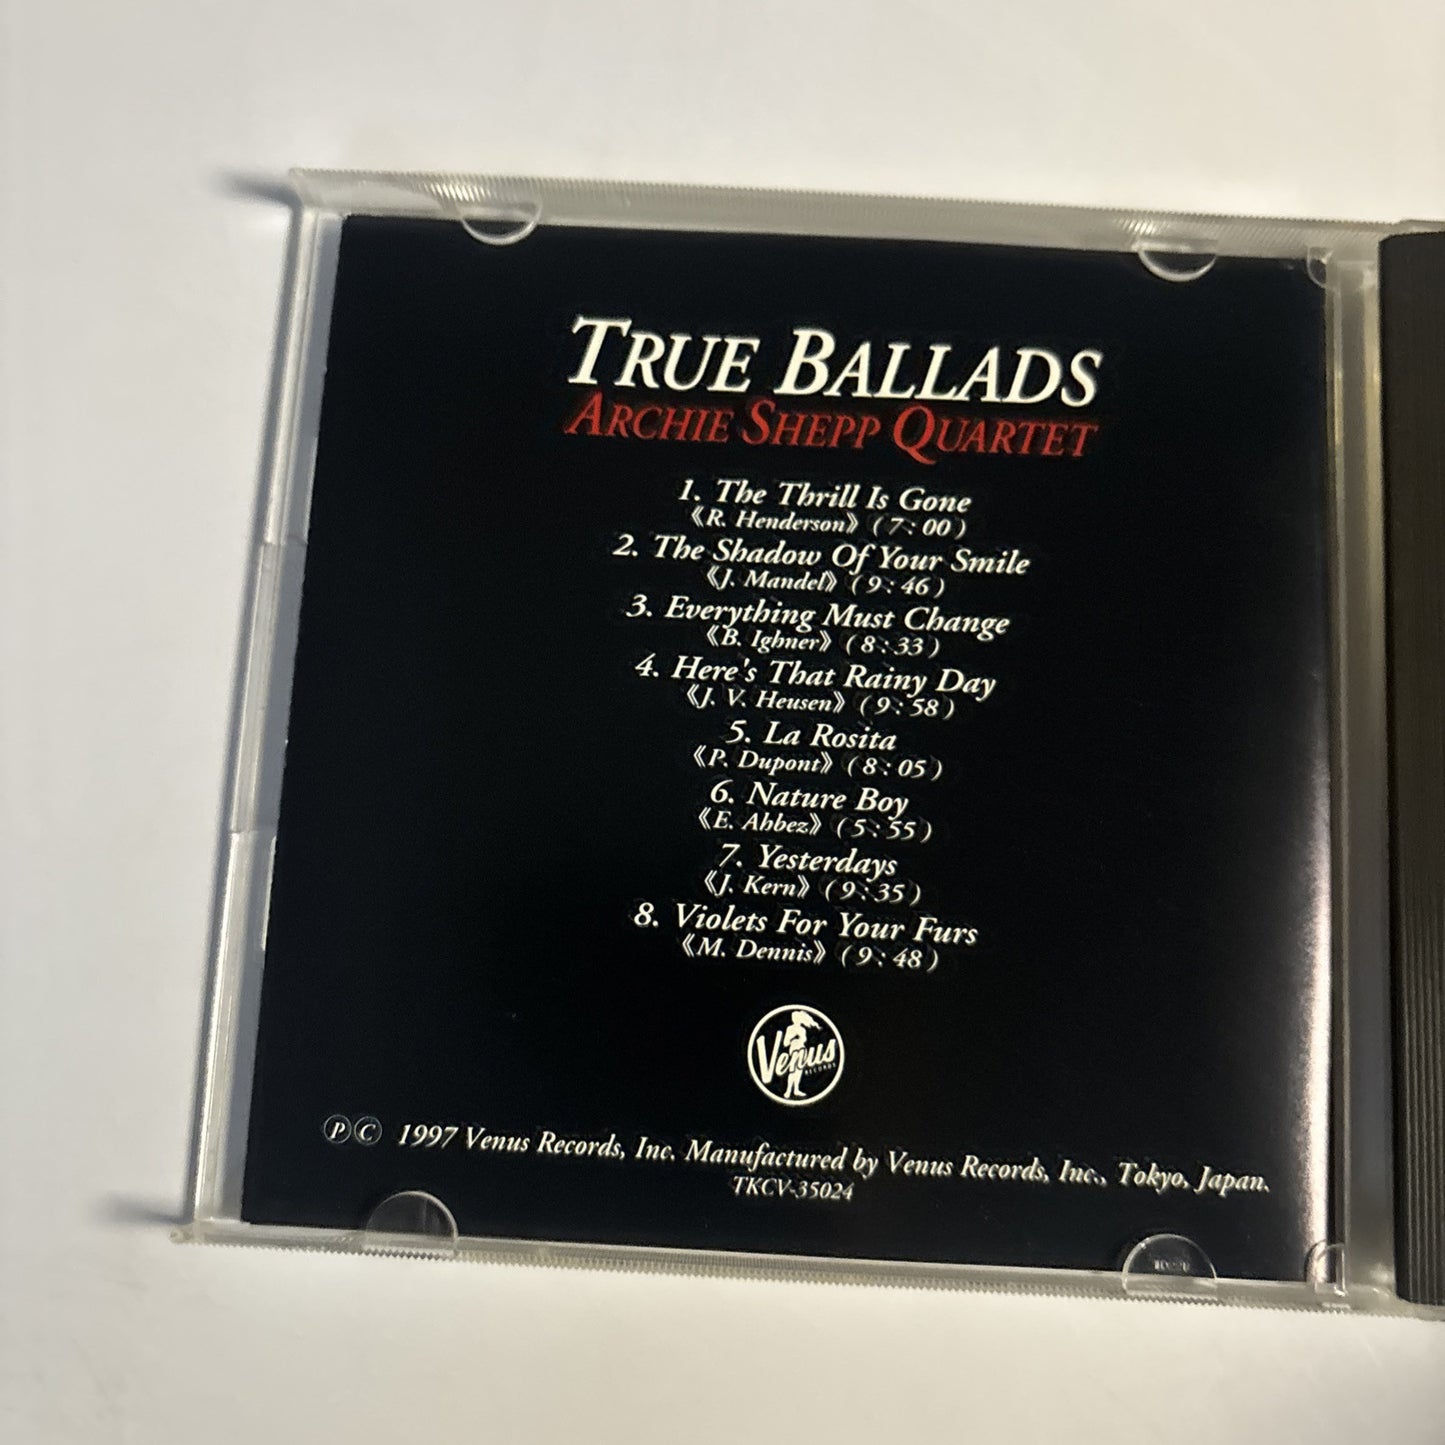 TRUE BALLADS
ARCHIE SHEPP QUARTET
1. The Thrill Is Gone
《R. Henderson》 (7:00)
2. The Shadow Of Your Smile
《J. Mandel》 (9:46)
3. Everything Must Change
《B. Ighner》 (8:33)
4. Here's That Rainy Day
《J. V. Heusen》 (9:58)
5. La Rosita
《P. Dupont》 (8:05)
6. Nature Boy
《E. Ahbez》 (5:55)
7. Yesterdays
《J. Kern》 (9:35)
8. Violets For Your Furs
《M. Dennis》 (9:48)
Venus
RECORDS
Ⓟ Ⓒ 1997 Venus Records, Inc. Manufactured by Venus Records, Inc., Tokyo, Japan.
TKCV-35024